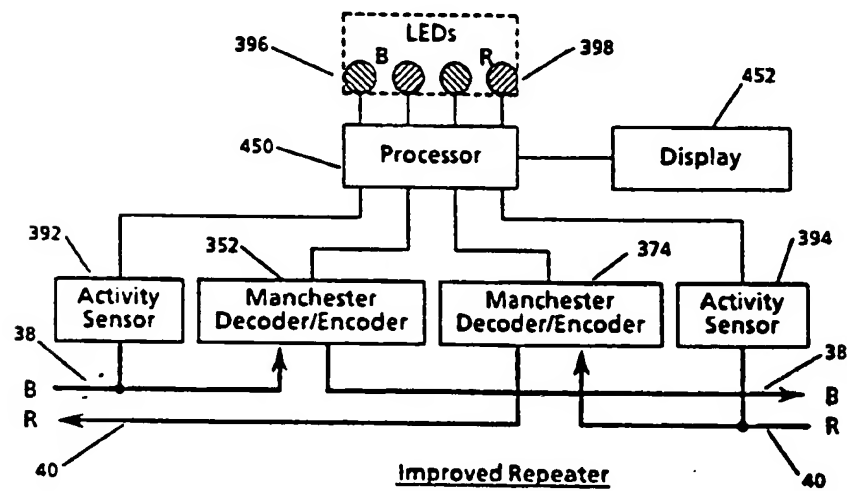 LEDs
396
B
R
398
452
450
Processor
Display
392
352
374
394
Activity
Sensor
Manchester
Decoder/Encoder
Manchester
Decoder/Encoder
Activity
Sensor
38
38
B
B
R
R
40
40
Improved Repeater